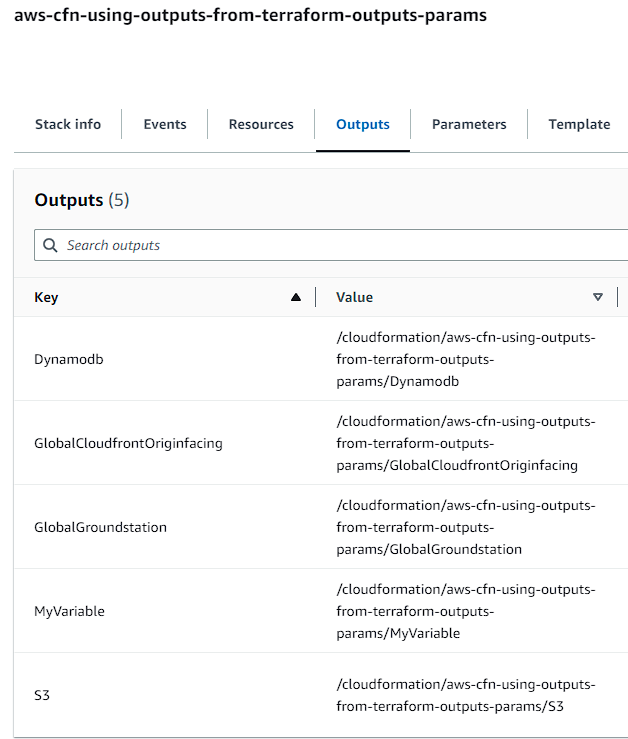 aws-cfn-using-outputs-from-terraform-outputs-params
Stack info
Events
Resources
Outputs
Parameters
Template
Outputs (5)
Search outputs
Key
Value
Dynamodb
/cloudformation/aws-cfn-using-outputs-
from-terraform-outputs-
params/Dynamodb
GlobalCloudfrontOriginfacing
/cloudformation/aws-cfn-using-outputs-
from-terraform-outputs-
params/GlobalCloudfrontOriginfacing
GlobalGroundstation
/cloudformation/aws-cfn-using-outputs-
from-terraform-outputs-
params/GlobalGroundstation
MyVariable
/cloudformation/aws-cfn-using-outputs-
from-terraform-outputs-
params/MyVariable
S3
/cloudformation/aws-cfn-using-outputs-
from-terraform-outputs-params/S3